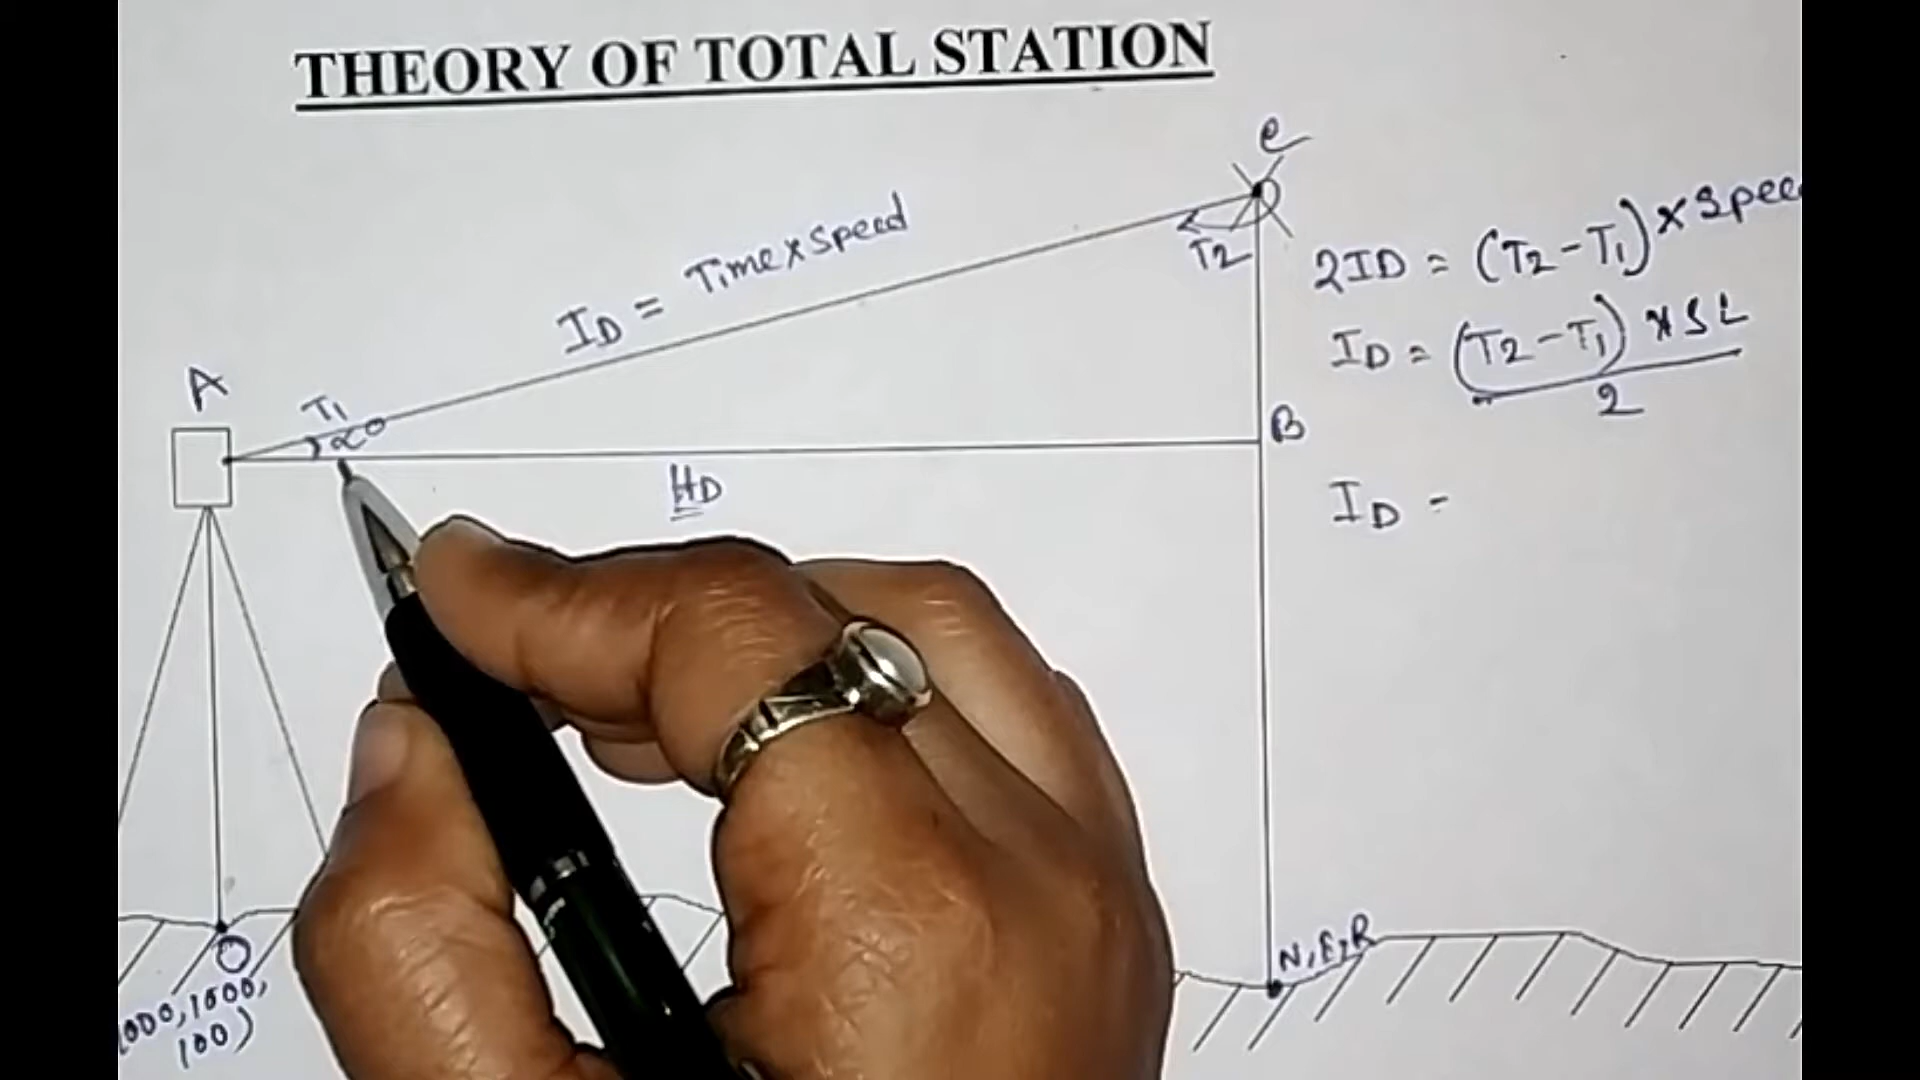 THEORY OF TOTAL STATION
C
2ID = (T2-T1) × Spee
T2
ID = Time × Speed
ID = (T2-T1) × SL
2
A
T1
α°
B
HD
ID =
N, E, R
000, 1000,
100)